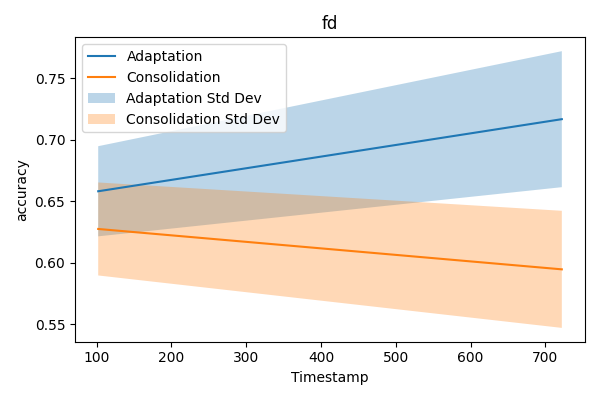 fd
Adaptation
Consolidation
Adaptation Std Dev
Consolidation Std Dev
accuracy
0.75
0.70
0.65
0.60
0.55
100 200 300 400 500 600 700
Timestamp